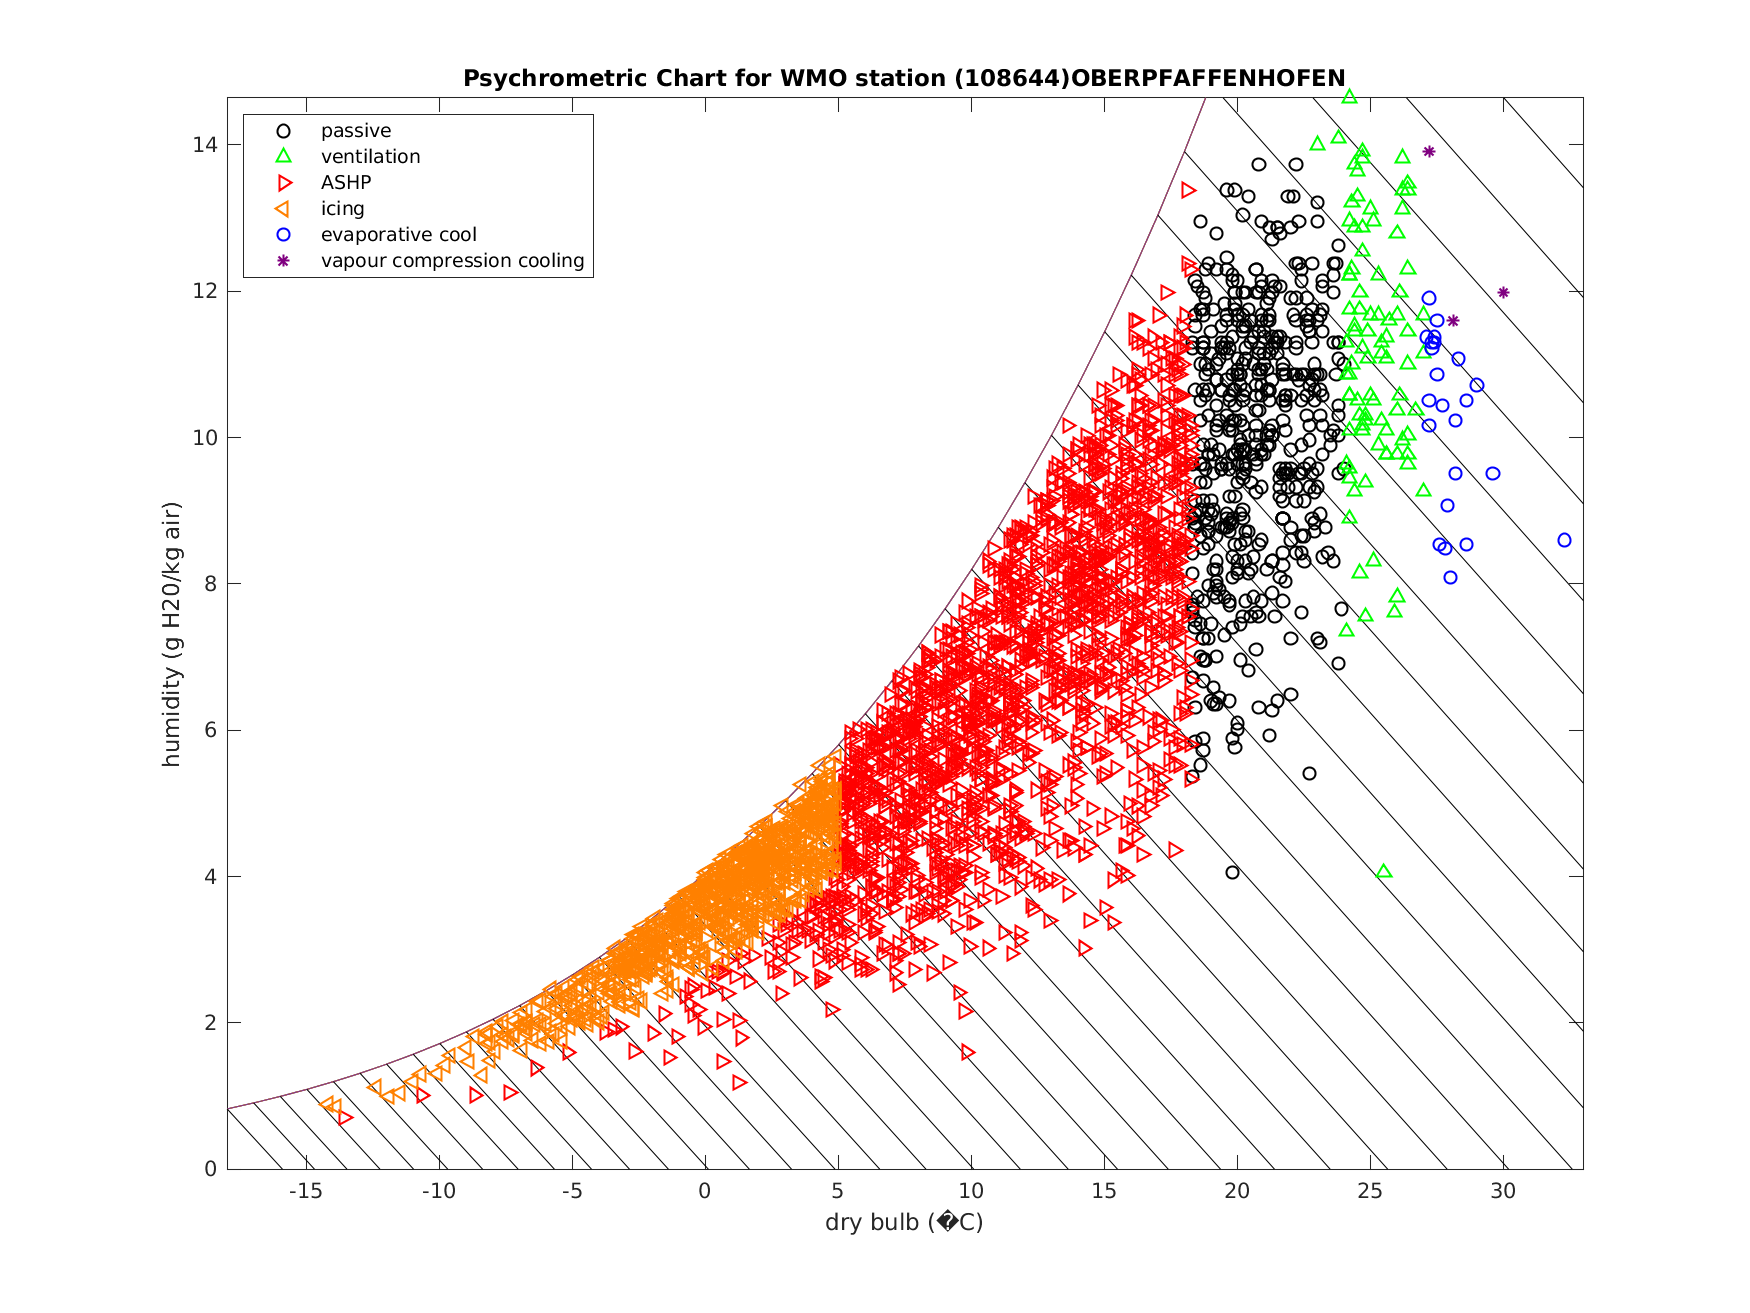 Psychrometric Chart for WMO station (108644)OBERPFAFFENHOFEN
passive
ventilation
ASHP
icing
evaporative cool
vapour compression cooling
humidity (g H20/kg air)
14
12
10
8
6
4
2
0
-15 -10 -5 0 5 10 15 20 25 30
dry bulb (�C)